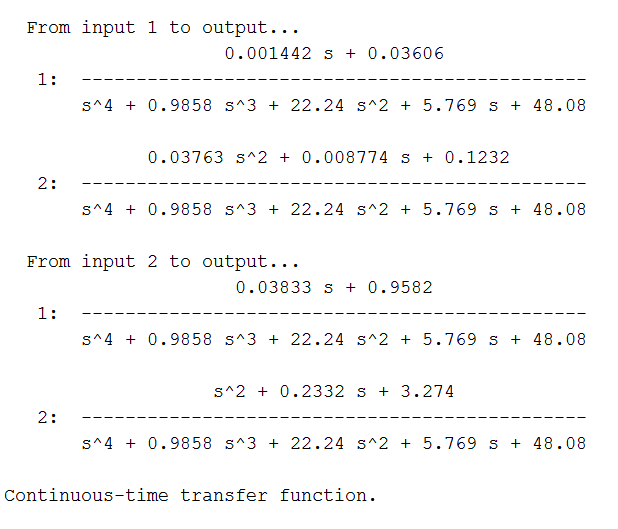 From input 1 to output...
0.001442 s + 0.03606
1: ----------------------------------------------
s^4 + 0.9858 s^3 + 22.24 s^2 + 5.769 s + 48.08
0.03763 s^2 + 0.008774 s + 0.1232
2: ----------------------------------------------
s^4 + 0.9858 s^3 + 22.24 s^2 + 5.769 s + 48.08
From input 2 to output...
0.03833 s + 0.9582
1: ----------------------------------------------
s^4 + 0.9858 s^3 + 22.24 s^2 + 5.769 s + 48.08
s^2 + 0.2332 s + 3.274
2: ----------------------------------------------
s^4 + 0.9858 s^3 + 22.24 s^2 + 5.769 s + 48.08
Continuous-time transfer function.